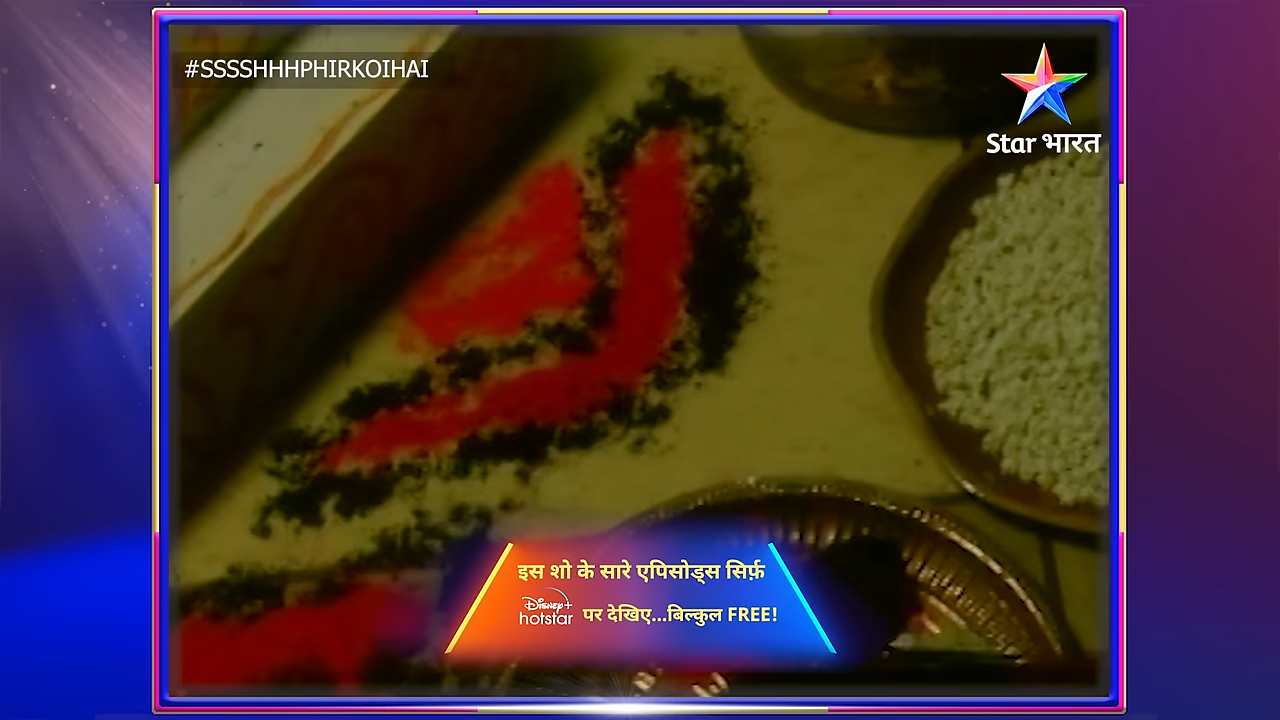 #SSSSHHHPHIRKOIHAI
Star भारत
इस शो के सारे एपिसोड्स सिर्फ़
Disney+ hotstar पर देखिए...बिल्कुल FREE!